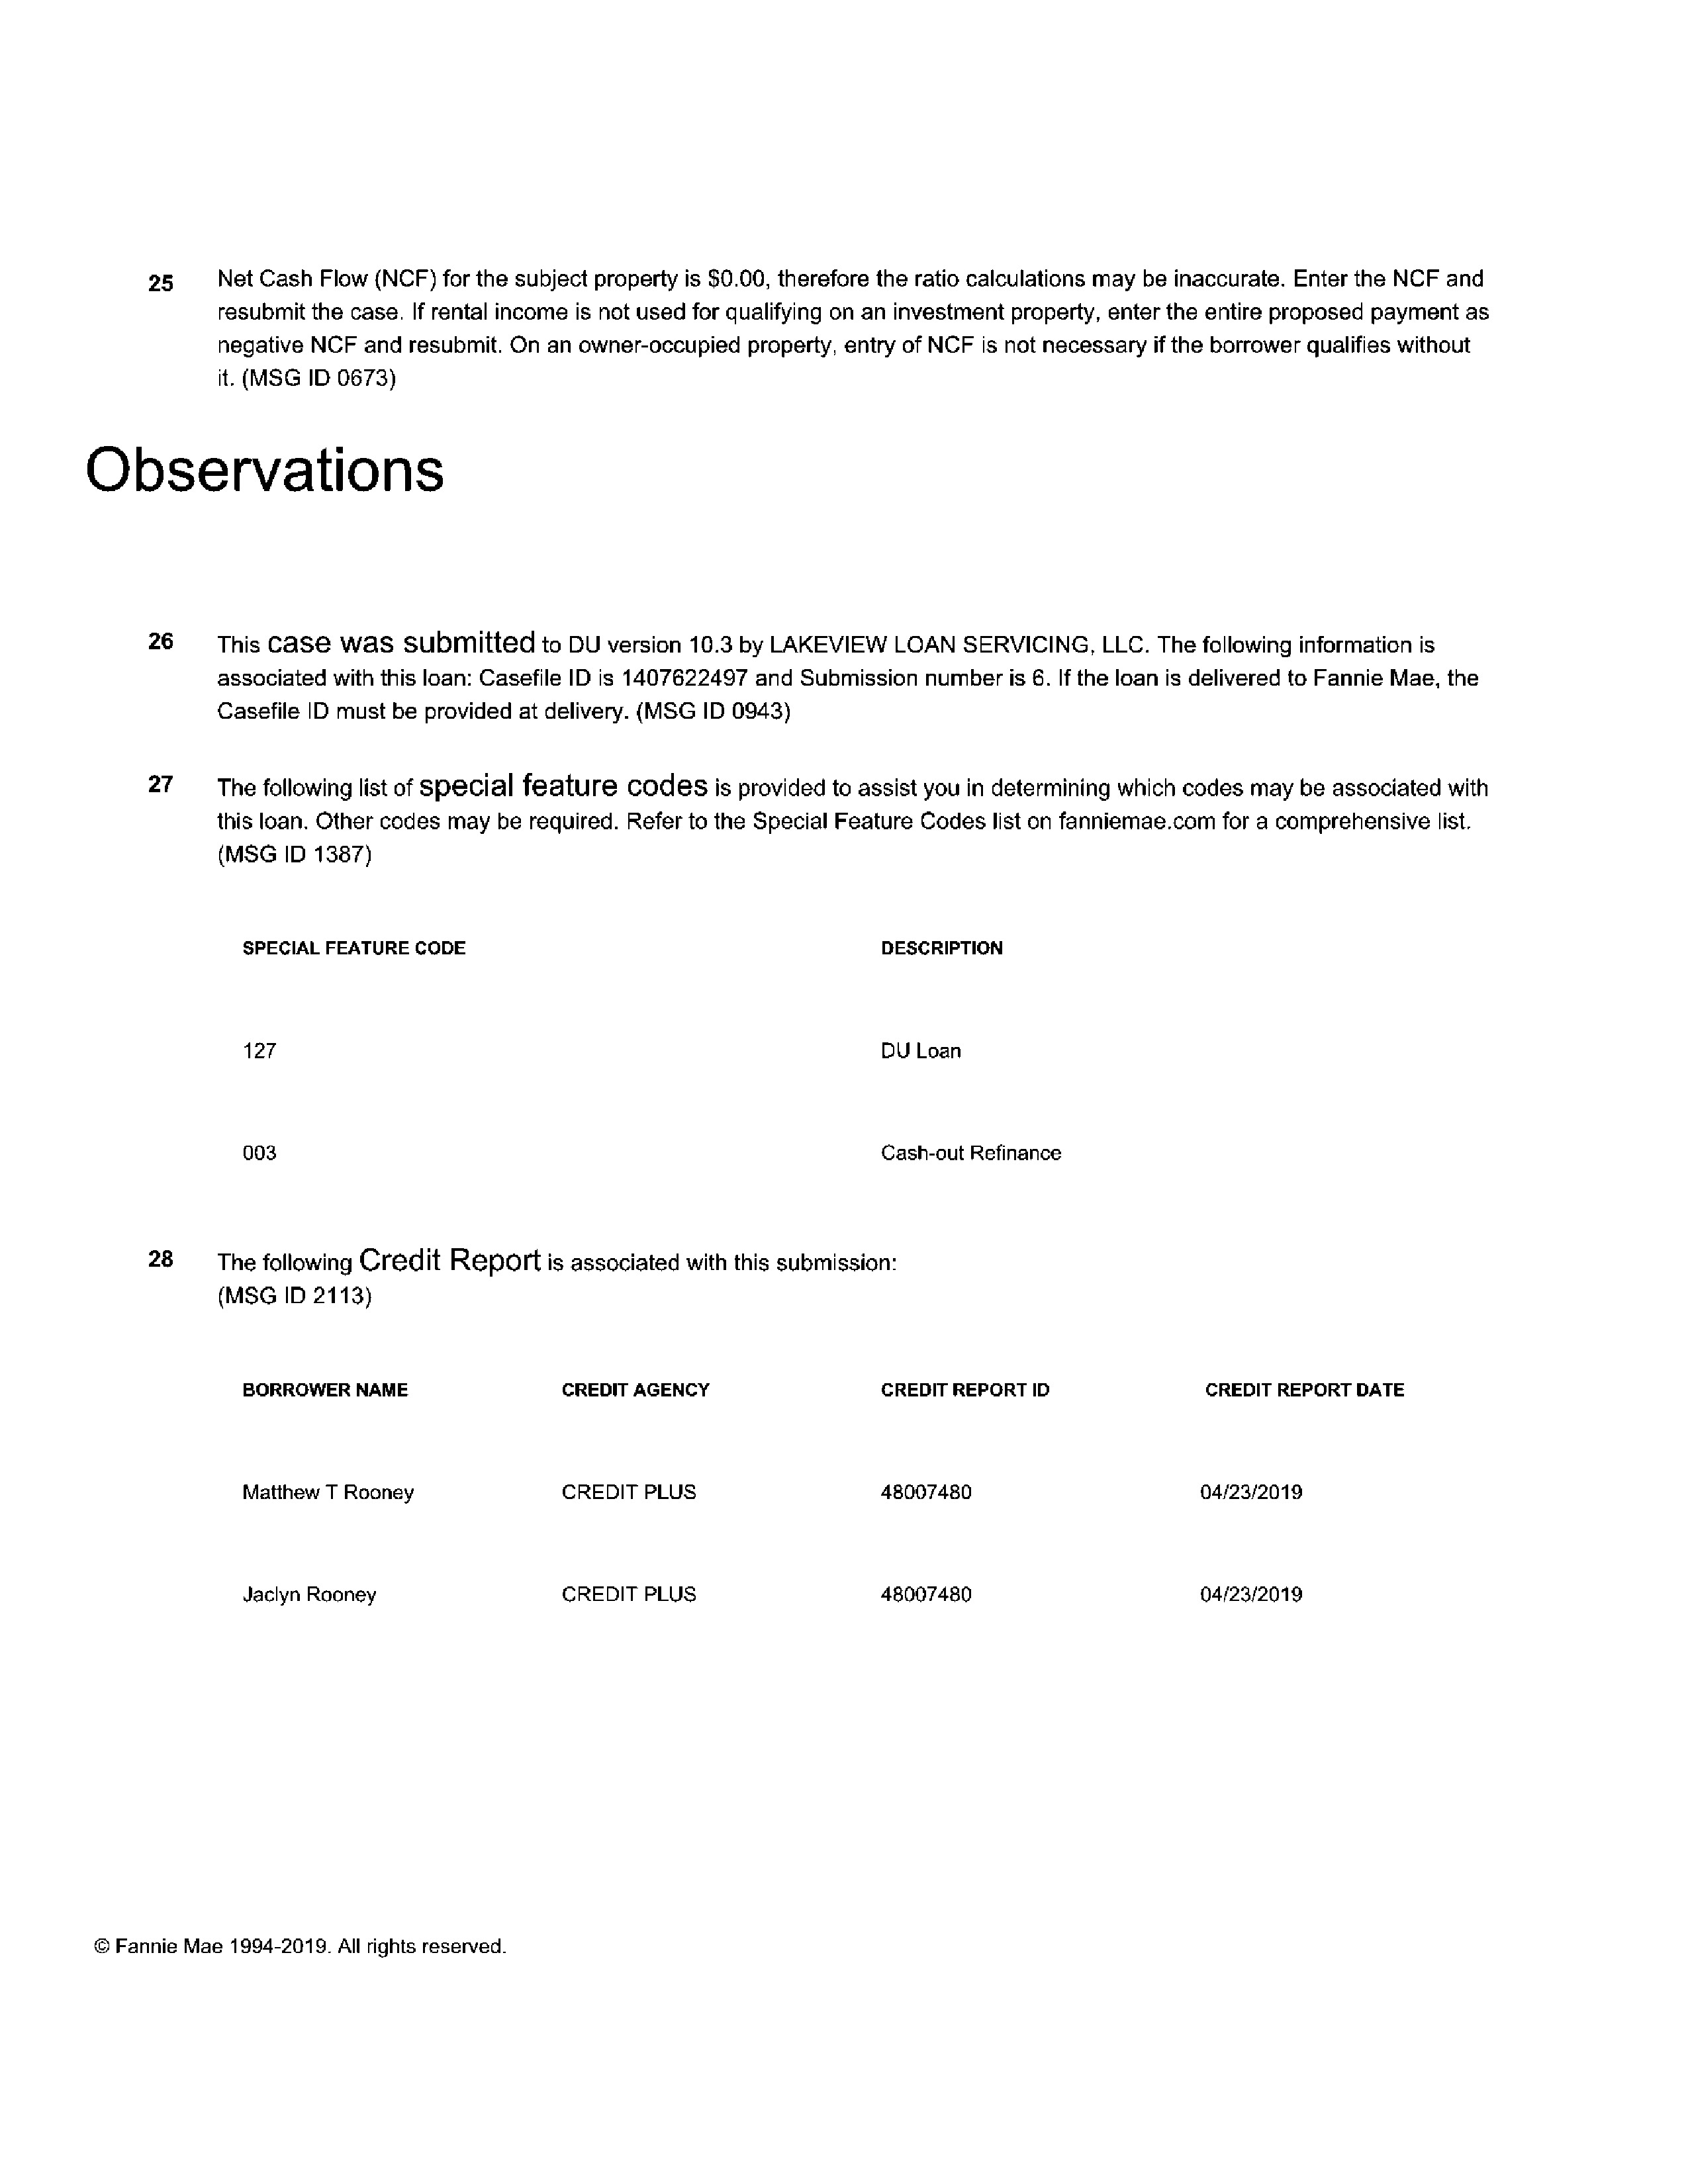 25 Net Cash Flow (NCF) for the subject property is $0.00, therefore the ratio calculations may be inaccurate. Enter the NCF and
resubmit the case. If rental income is not used for qualifying on an investment property, enter the entire proposed payment as
negative NCF and resubmit. On an owner-occupied property, entry of NCF is not necessary if the borrower qualifies without
it. (MSG ID 0673)
Observations
26 This case was submitted to DU version 10.3 by LAKEVIEW LOAN SERVICING, LLC. The following information is
associated with this loan: Casefile ID is 1407622497 and Submission number is 6. If the loan is delivered to Fannie Mae, the
Casefile ID must be provided at delivery. (MSG ID 0943)
27 The following list of special feature codes is provided to assist you in determining which codes may be associated with
this loan. Other codes may be required. Refer to the Special Feature Codes list on fanniemae.com for a comprehensive list.
(MSG ID 1387)
SPECIAL FEATURE CODE DESCRIPTION
127 DU Loan
003 Cash-out Refinance
28 The following Credit Report is associated with this submission:
(MSG ID 2113)
BORROWER NAME CREDIT AGENCY CREDIT REPORT ID CREDIT REPORT DATE
Matthew T Rooney CREDIT PLUS 48007480 04/23/2019
Jaclyn Rooney CREDIT PLUS 48007480 04/23/2019
© Fannie Mae 1994-2019. All rights reserved.